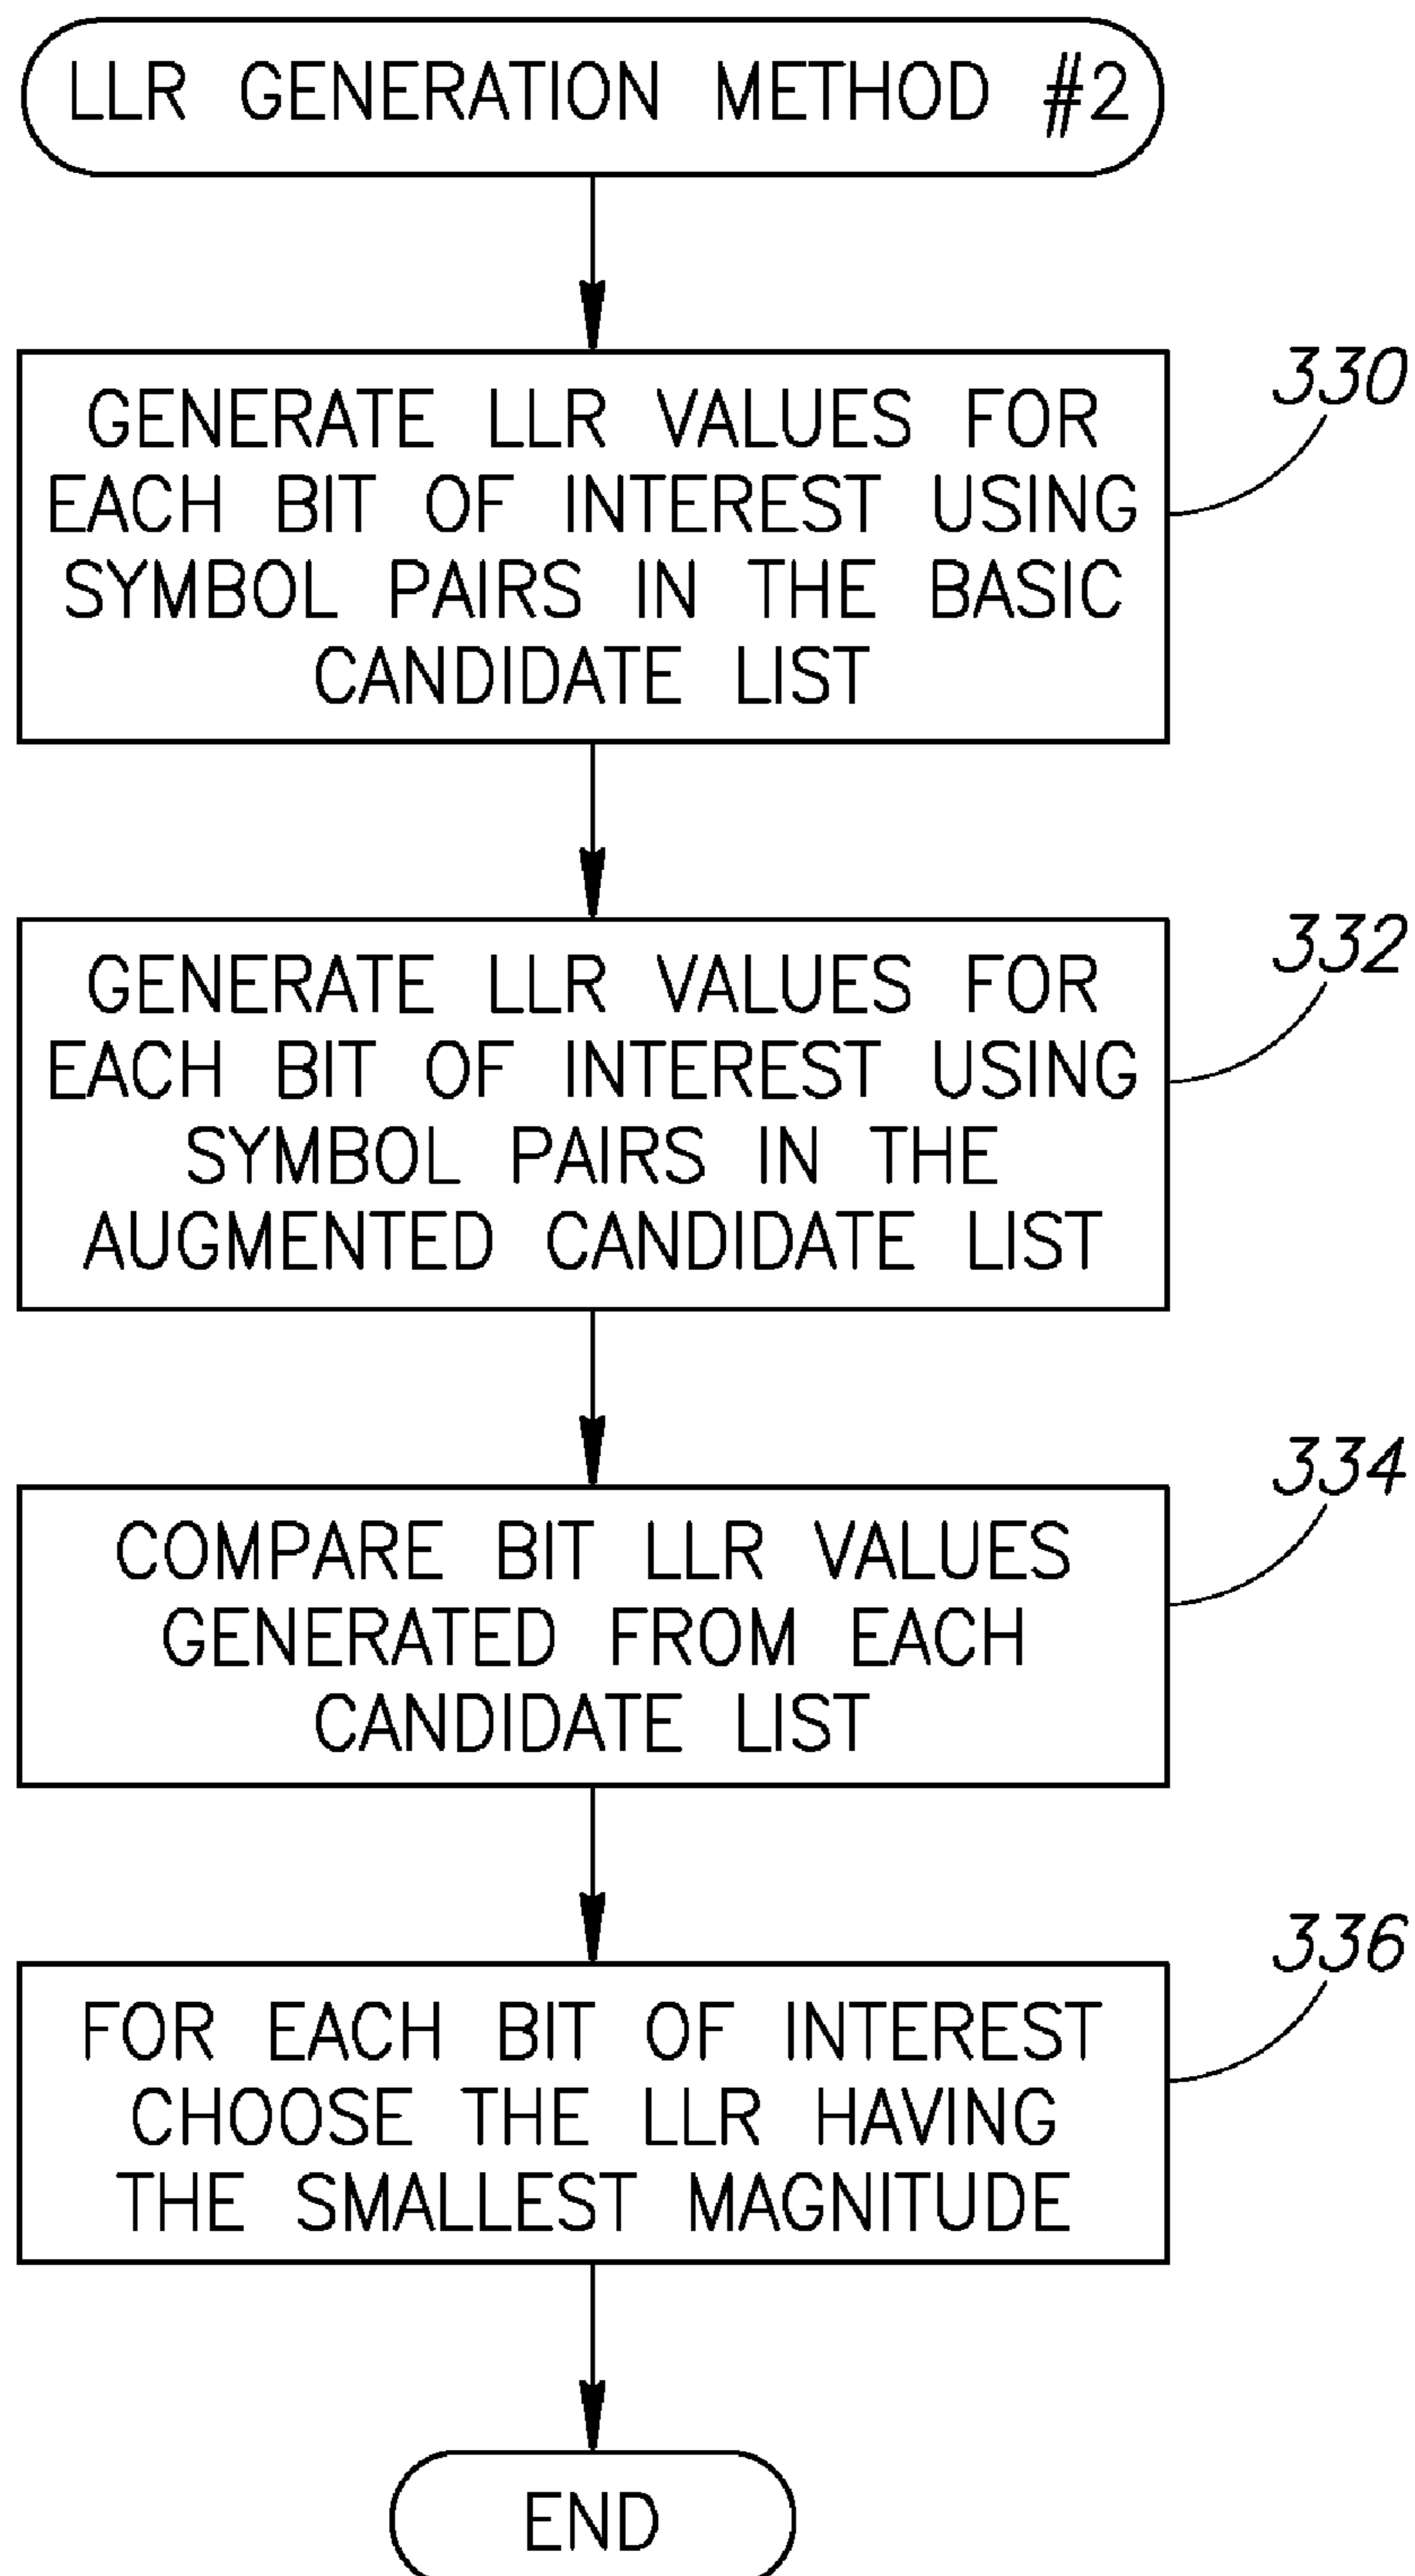 LLR GENERATION METHOD #2
330
GENERATE LLR VALUES FOR
EACH BIT OF INTEREST USING
SYMBOL PAIRS IN THE BASIC
CANDIDATE LIST
332
GENERATE LLR VALUES FOR
EACH BIT OF INTEREST USING
SYMBOL PAIRS IN THE
AUGMENTED CANDIDATE LIST
334
COMPARE BIT LLR VALUES
GENERATED FROM EACH
CANDIDATE LIST
336
FOR EACH BIT OF INTEREST
CHOOSE THE LLR HAVING
THE SMALLEST MAGNITUDE
END